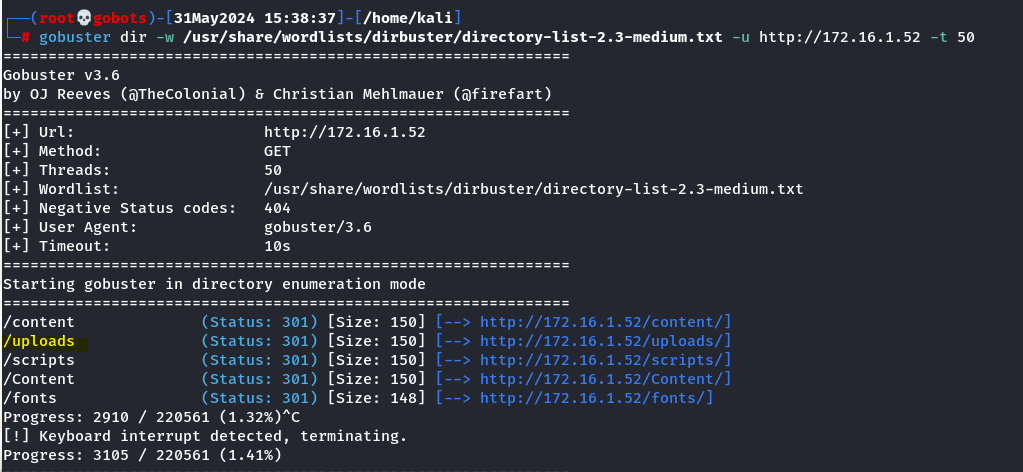 ┌──(root💀gobots)-[31May2024 15:38:37]-[/home/kali]
└─# gobuster dir -w /usr/share/wordlists/dirbuster/directory-list-2.3-medium.txt -u http://172.16.1.52 -t 50
===============================================================
Gobuster v3.6
by OJ Reeves (@TheColonial) & Christian Mehlmauer (@firefart)
===============================================================
[+] Url:                     http://172.16.1.52
[+] Method:                  GET
[+] Threads:                 50
[+] Wordlist:                /usr/share/wordlists/dirbuster/directory-list-2.3-medium.txt
[+] Negative Status codes:   404
[+] User Agent:              gobuster/3.6
[+] Timeout:                 10s
===============================================================
Starting gobuster in directory enumeration mode
===============================================================
/content              (Status: 301) [Size: 150] [--> http://172.16.1.52/content/]
/uploads              (Status: 301) [Size: 150] [--> http://172.16.1.52/uploads/]
/scripts              (Status: 301) [Size: 150] [--> http://172.16.1.52/scripts/]
/Content              (Status: 301) [Size: 150] [--> http://172.16.1.52/Content/]
/fonts                (Status: 301) [Size: 148] [--> http://172.16.1.52/fonts/]
Progress: 2910 / 220561 (1.32%)^C
[!] Keyboard interrupt detected, terminating.
Progress: 3105 / 220561 (1.41%)
===============================================================